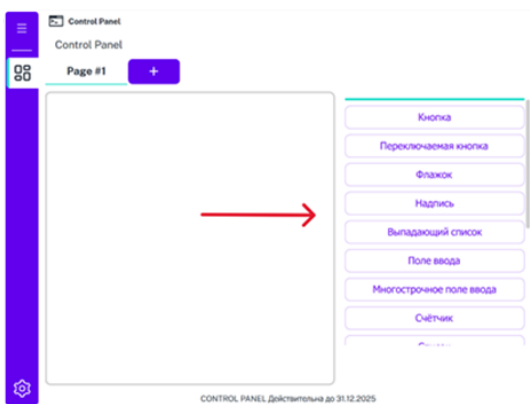 Control Panel
Control Panel
Page #1 +
Кнопка
Переключаемая кнопка
Флажок
Надпись
Выпадающий список
Поле ввода
Многострочное поле ввода
Счётчик
CONTROL PANEL Действительна до 31.12.2025